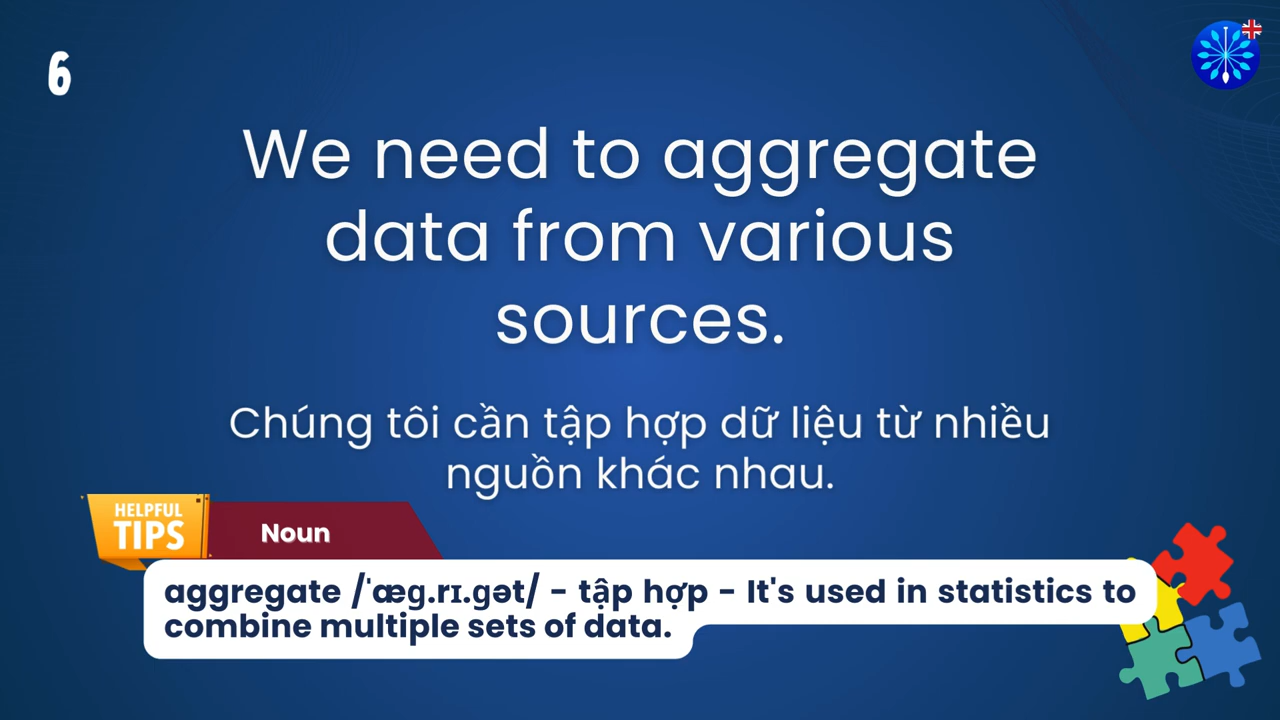 6
We need to aggregate
data from various
sources.
Chúng tôi cần tập hợp dữ liệu từ nhiều
nguồn khác nhau.
HELPFUL
TIPS
Noun
aggregate /ˈæɡ.rɪ.ɡət/ - tập hợp - It's used in statistics to
combine multiple sets of data.